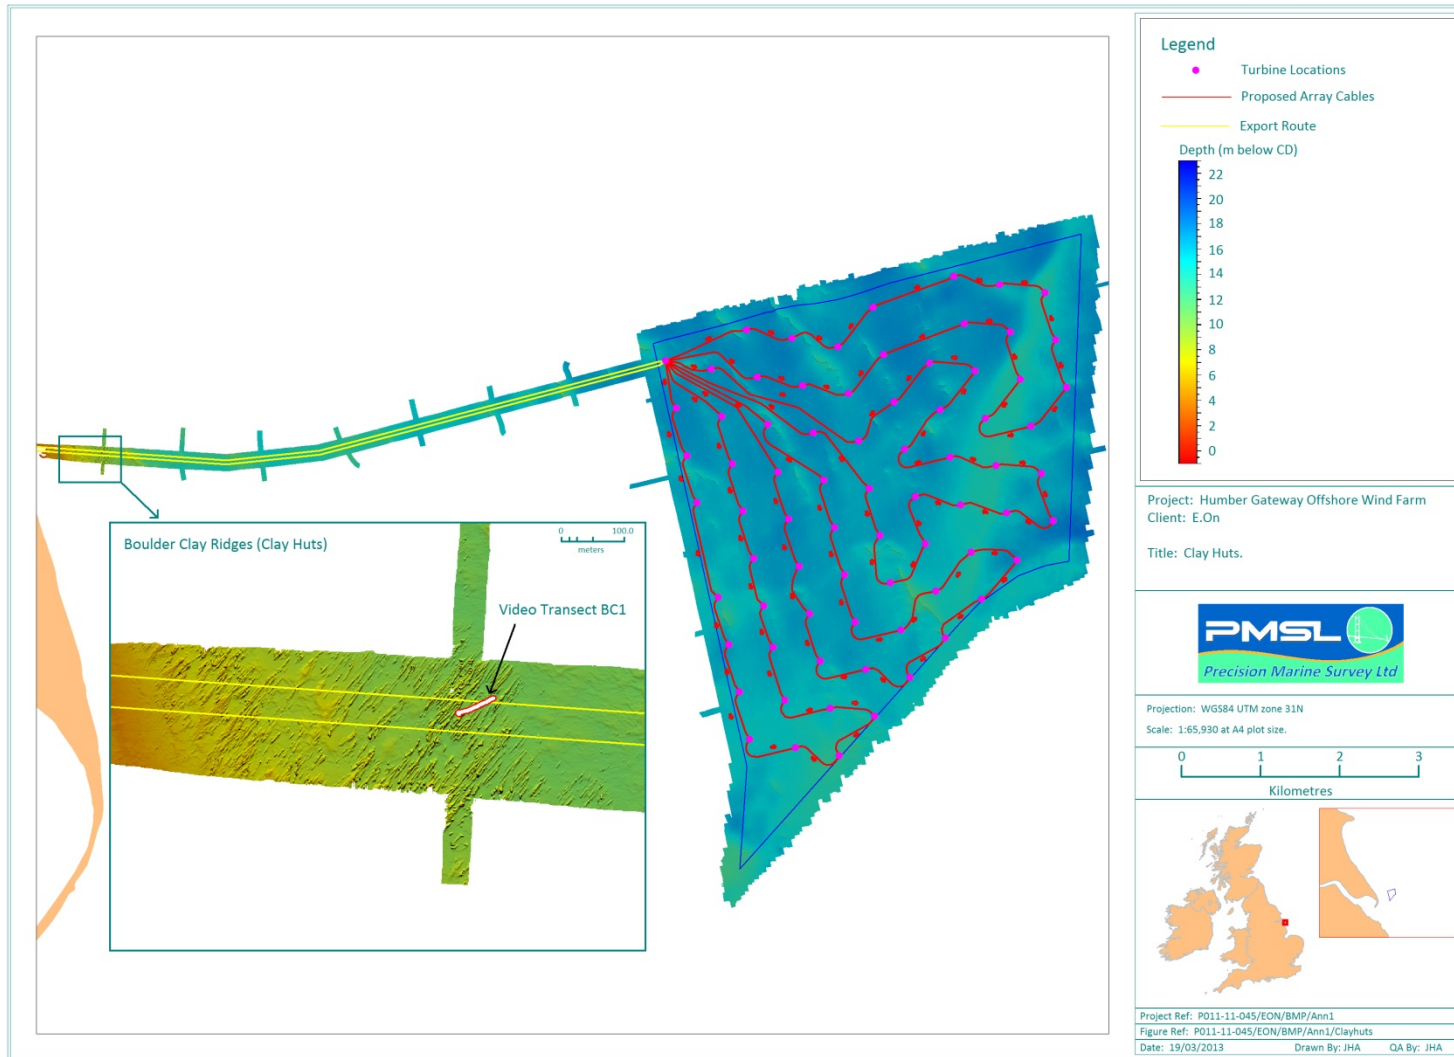 Legend
Turbine Locations
Proposed Array Cables
Export Route
Depth (m below CD)
22
20
18
16
14
12
10
8
6
4
2
0
Boulder Clay Ridges (Clay Huts)
0 100.0
meters
Video Transect BC1
Project: Humber Gateway Offshore Wind Farm
Client: E.On
Title: Clay Huts.
PMSL
Precision Marine Survey Ltd
Projection: WGS84 UTM zone 31N
Scale: 1:65,930 at A4 plot size.
0 1 2 3
Kilometres
Project Ref: P011-11-045/EON/BMP/Ann1
Figure Ref: P011-11-045/EON/BMP/Ann1/Clayhuts
Date: 19/03/2013 Drawn By: JHA QA By: JHA